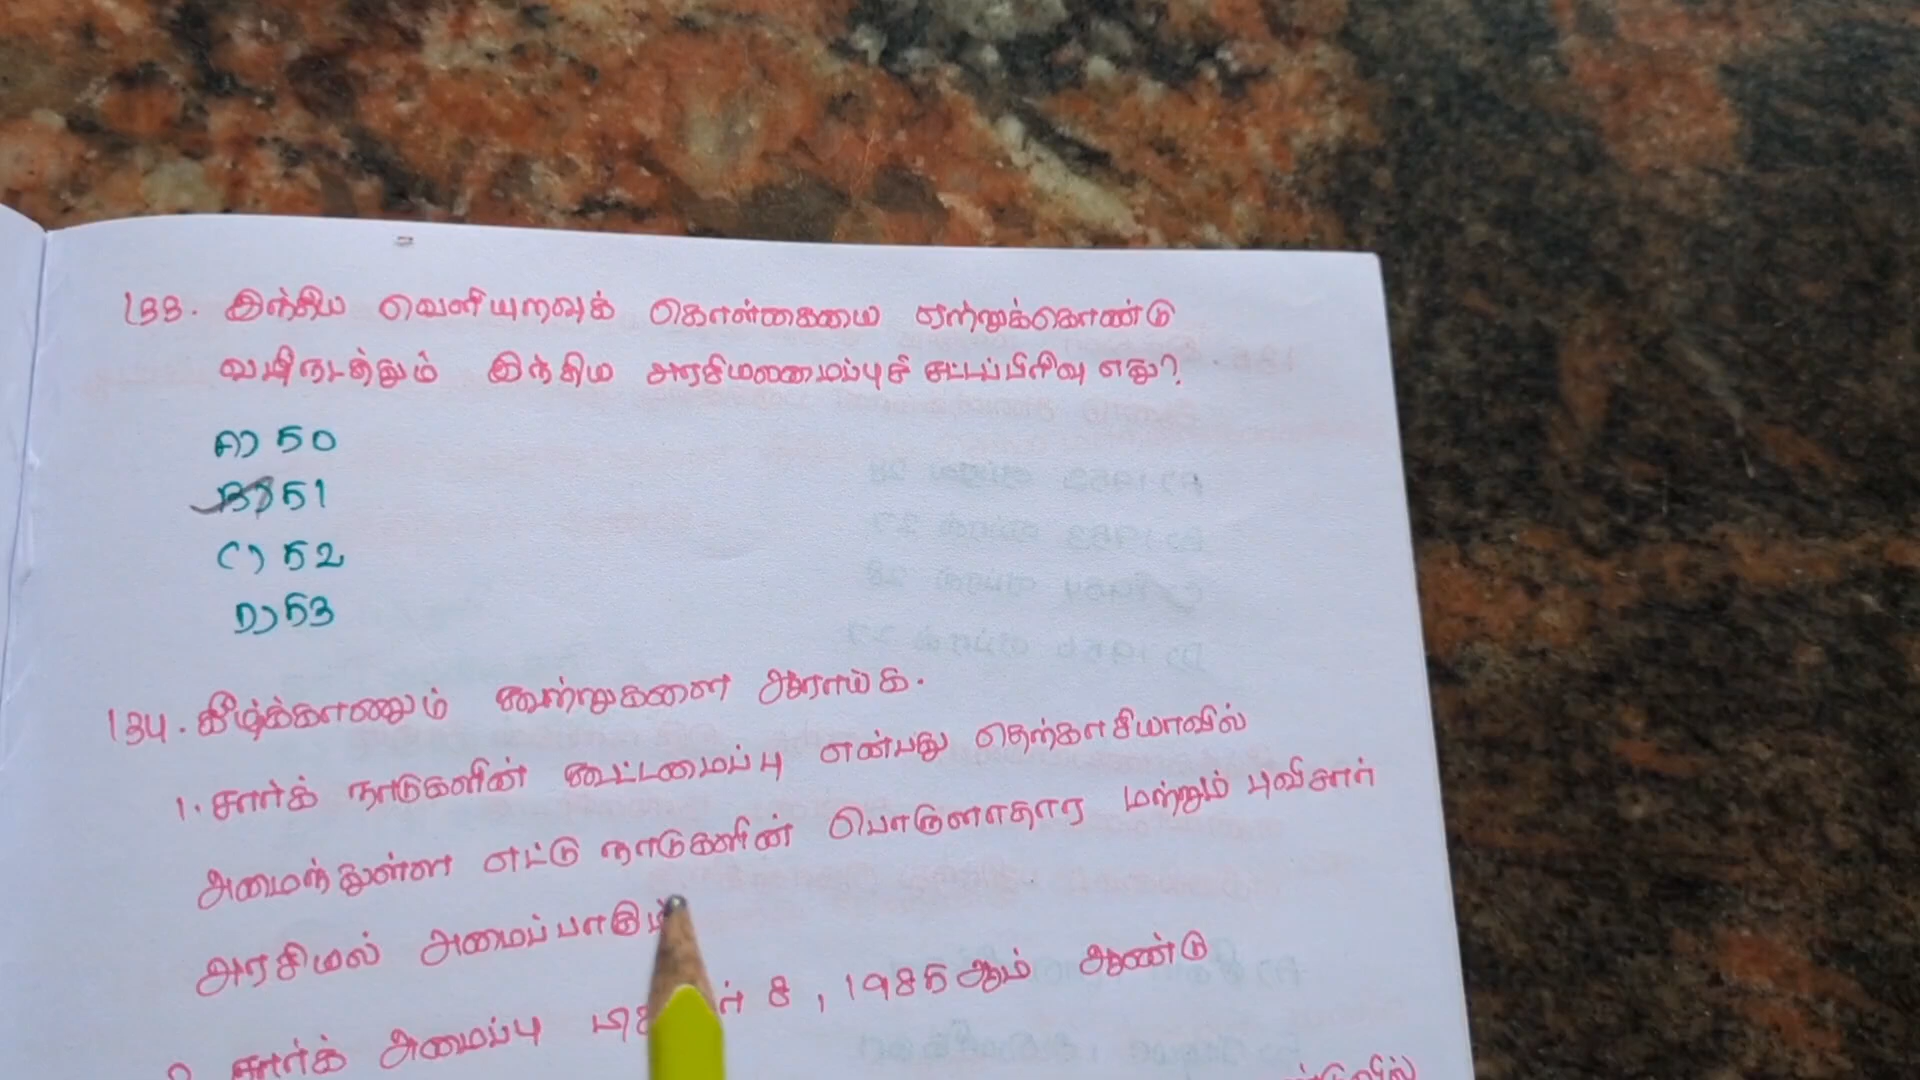 133. இந்திய வெளியுறவுக் கொள்கையை ஏற்றுக்கொண்டு
வழிநடத்தும் இந்திய அரசியலமைப்புச் சட்டப்பிரிவு எது?
A) 50
B) 51
C) 52
D) 53
134. கீழ்க்காணும் கூற்றுகளை ஆராய்க.
1. சார்க் நாடுகளின் கூட்டமைப்பு என்பது தெற்காசியாவில்
அமைந்துள்ள எட்டு நாடுகளின் பொருளாதார மற்றும் புவிசார்
அரசியல் அமைப்பாகும்
சார்க் அமைப்பு 8, 1985 ஆம் ஆண்டு